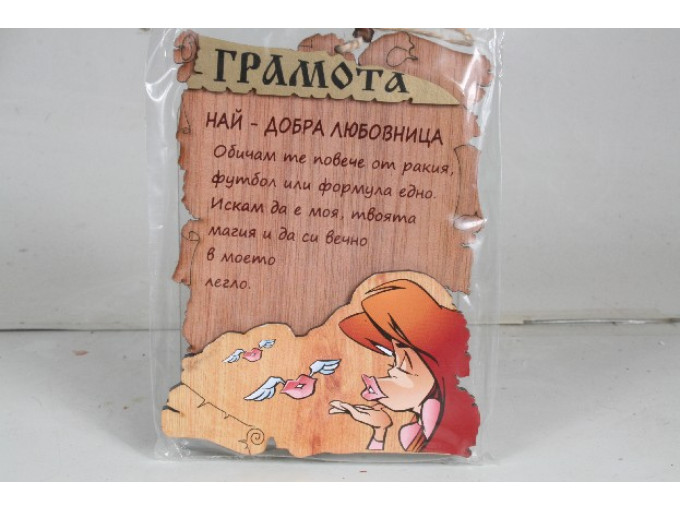 ГРАМОТА
НАЙ - ДОБРА ЛЮБОВНИЦА
Обичам те повече от ракия,
футбол или формула едно.
Искам да е моя, твоята
магия и да си вечно
в моето
легло.